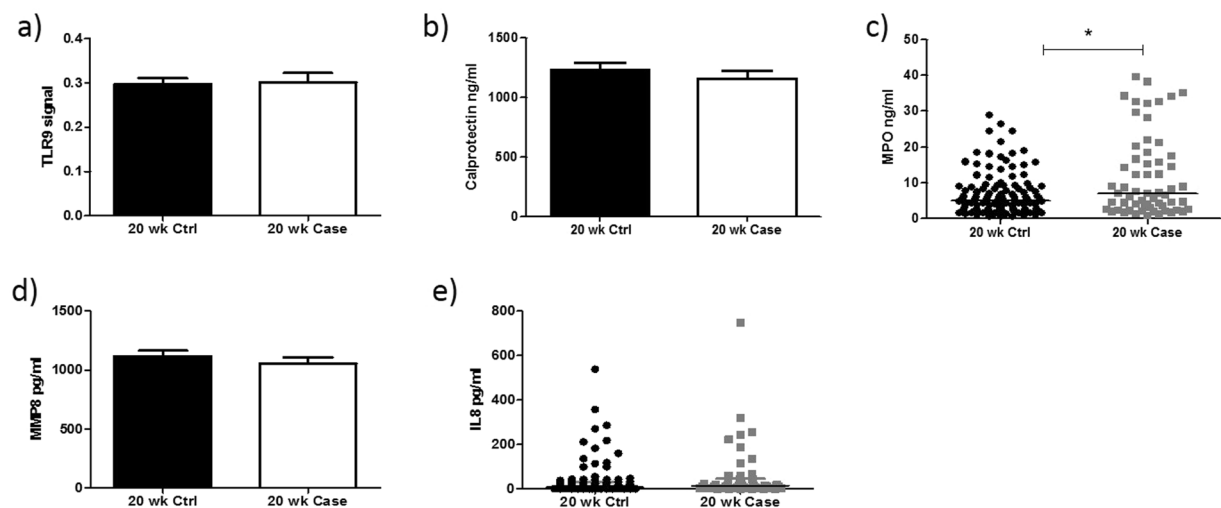 a)
TLR9 signal
0.4
0.3
0.2
0.1
0.0
20 wk Ctrl 20 wk Case
b)
Calprotectin ng/ml
1500
1000
500
0
20 wk Ctrl 20 wk Case
c)
MPO ng/ml
50
40
30
20
10
0
*
20 wk Ctrl 20 wk Case
d)
MMP8 pg/ml
1500
1000
500
0
20 wk Ctrl 20 wk Case
e)
IL8 pg/ml
800
600
400
200
0
20 wk Ctrl 20 wk Case